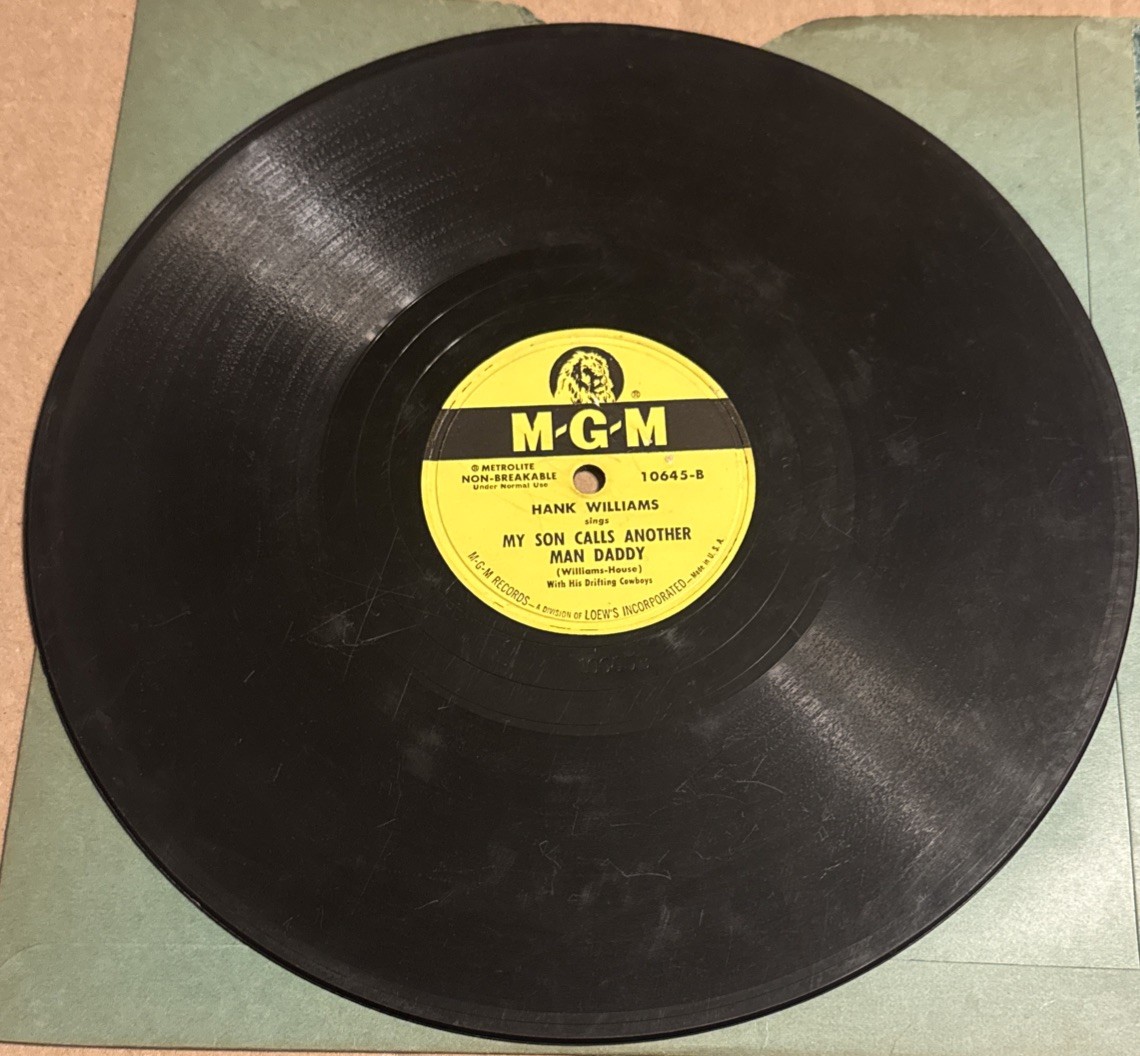 ®
M-G-M
® METROLITE
NON-BREAKABLE
Under Normal Use
10645-B
HANK WILLIAMS
sings
MY SON CALLS ANOTHER
MAN DADDY
(Williams-House)
With His Drifting Cowboys
M-G-M RECORDS—A DIVISION OF LOEW'S INCORPORATED—Made in U.S.A.